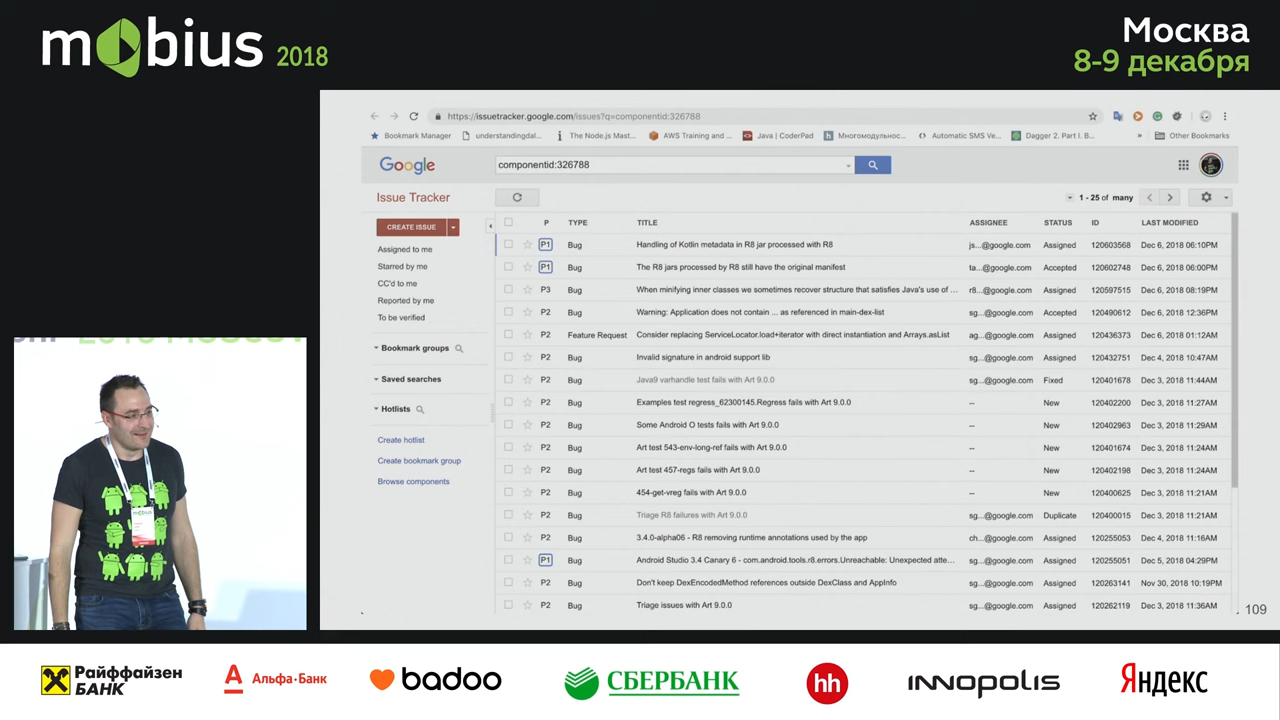 mobius 2018
Москва
8-9 декабря
https://issuetracker.google.com/issues?q=componentid:326788
Bookmark Manager understandingdal... The Node.js Mast... AWS Training and ... Java | CoderPad Многомодульнос... Automatic SMS Ve... Dagger 2. Part I. B... » Other Bookmarks
Google componentid:326788
Issue Tracker 1 - 25 of many
CREATE ISSUE
Assigned to me
Starred by me
CC'd to me
Reported by me
To be verified
Bookmark groups
Saved searches
Hotlists
Create hotlist
Create bookmark group
Browse components
P TYPE TITLE ASSIGNEE STATUS ID LAST MODIFIED
P1 Bug Handling of Kotlin metadata in R8 jar processed with R8 js...@google.com Assigned 120603568 Dec 6, 2018 06:10PM
P1 Bug The R8 jars processed by R8 still have the original manifest ta...@google.com Accepted 120602748 Dec 6, 2018 06:00PM
P3 Bug When minifying inner classes we sometimes recover structure that satisfies Java's use of ... r8...@google.com Assigned 120597515 Dec 6, 2018 08:19PM
P2 Bug Warning: Application does not contain ... as referenced in main-dex-list sg...@google.com Accepted 120490612 Dec 6, 2018 12:36PM
P2 Feature Request Consider replacing ServiceLocator.load+iterator with direct instantiation and Arrays.asList ag...@google.com Assigned 120436373 Dec 6, 2018 01:12AM
P2 Bug Invalid signature in android support lib sg...@google.com Assigned 120432751 Dec 4, 2018 10:47AM
P2 Bug Java9 varhandle test fails with Art 9.0.0 sg...@google.com Fixed 120401678 Dec 3, 2018 11:44AM
P2 Bug Examples test regress_62300145.Regress fails with Art 9.0.0 -- New 120402200 Dec 3, 2018 11:27AM
P2 Bug Some Android O tests fails with Art 9.0.0 -- New 120402963 Dec 3, 2018 11:29AM
P2 Bug Art test 543-env-long-ref fails with Art 9.0.0 -- New 120401674 Dec 3, 2018 11:24AM
P2 Bug Art test 457-regs fails with Art 9.0.0 -- New 120402198 Dec 3, 2018 11:24AM
P2 Bug 454-get-vreg fails with Art 9.0.0 -- New 120400625 Dec 3, 2018 11:21AM
P2 Bug Triage R8 failures with Art 9.0.0 sg...@google.com Duplicate 120400015 Dec 3, 2018 11:21AM
P2 Bug 3.4.0-alpha06 - R8 removing runtime annotations used by the app ch...@google.com Assigned 120255053 Dec 4, 2018 11:16AM
P1 Bug Android Studio 3.4 Canary 6 - com.android.tools.r8.errors.Unreachable: Unexpected atte... sg...@google.com Assigned 120255051 Dec 5, 2018 04:29PM
P2 Bug Don't keep DexEncodedMethod references outside DexClass and AppInfo sg...@google.com Assigned 120263141 Nov 30, 2018 10:19PM
P2 Bug Triage issues with Art 9.0.0 sg...@google.com Assigned 120262119 Dec 3, 2018 11:36AM
109
mobius
Райффайзен
БАНК
Альфа·Банк
badoo
СБЕРБАНК
hh
INNOPOLIS
Яндекс